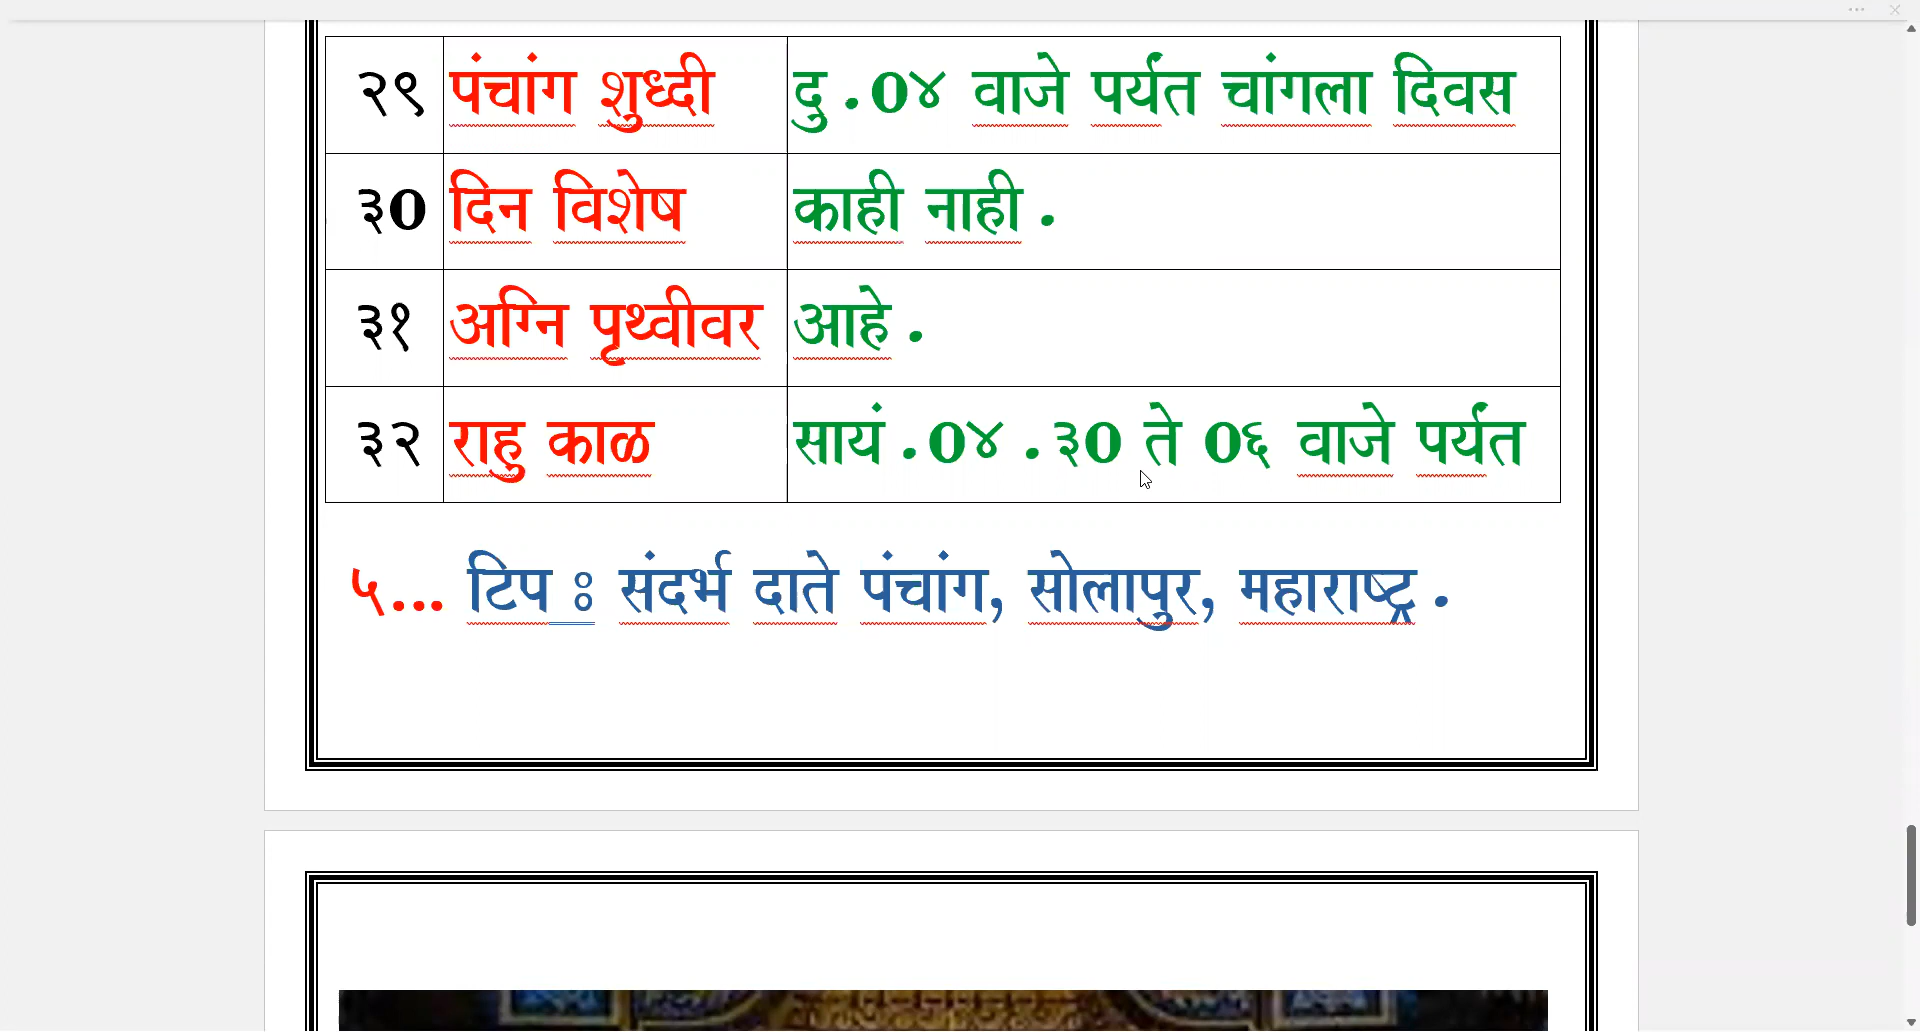 २९ पंचांग शुध्दी दु .0४ वाजे पर्यंत चांगला दिवस
३0 दिन विशेष काही नाही .
३१ अग्नि पृथ्वीवर आहे .
३२ राहु काळ सायं .0४ .३0 ते 0६ वाजे पर्यंत
५... टिप ः संदर्भ दाते पंचांग, सोलापुर, महाराष्ट्र .